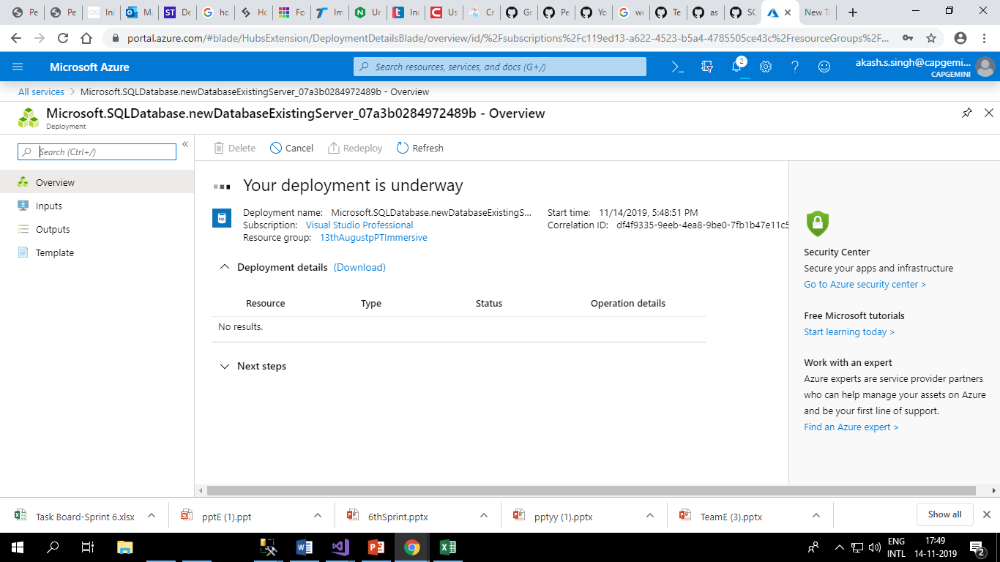 Pe
Pe
Ini
Ma
De
ho
Ho
Fo
Im
Ur
Inc
Us
Cr
Gr
Pe
Yo
we
Te
as
SC
New T
portal.azure.com/#blade/HubsExtension/DeploymentDetailsBlade/overview/id/%2Fsubscriptions%2Fc119ed13-a622-4523-b5a4-4785505ce43c%2FresourceGroups%2F...
Microsoft Azure
Search resources, services, and docs (G+/)
2
akash.s.singh@capgemi...
CAPGEMINI
All services > Microsoft.SQLDatabase.newDatabaseExistingServer_07a3b0284972489b - Overview
Microsoft.SQLDatabase.newDatabaseExistingServer_07a3b0284972489b - Overview
Deployment
Search (Ctrl+/)
«
Overview
Inputs
Outputs
Template
Delete Cancel Redeploy Refresh
Your deployment is underway
SQL
Deployment name: Microsoft.SQLDatabase.newDatabaseExistingS...
Subscription: Visual Studio Professional
Resource group: 13thAugustpPTImmersive
Start time: 11/14/2019, 5:48:51 PM
Correlation ID: df4f9335-9eeb-4ea8-9be0-7fb1b47e11c5
Deployment details (Download)
Resource Type Status Operation details
No results.
Next steps
Security Center
Secure your apps and infrastructure
Go to Azure security center >
Free Microsoft tutorials
Start learning today >
Work with an expert
Azure experts are service provider partners
who can help manage your assets on Azure
and be your first line of support.
Find an Azure expert >
Task Board-Sprint 6.xlsx
pptE (1).ppt
6thSprint.pptx
pptyy (1).pptx
TeamE (3).pptx
Show all
ENG
INTL
17:49
14-11-2019
2